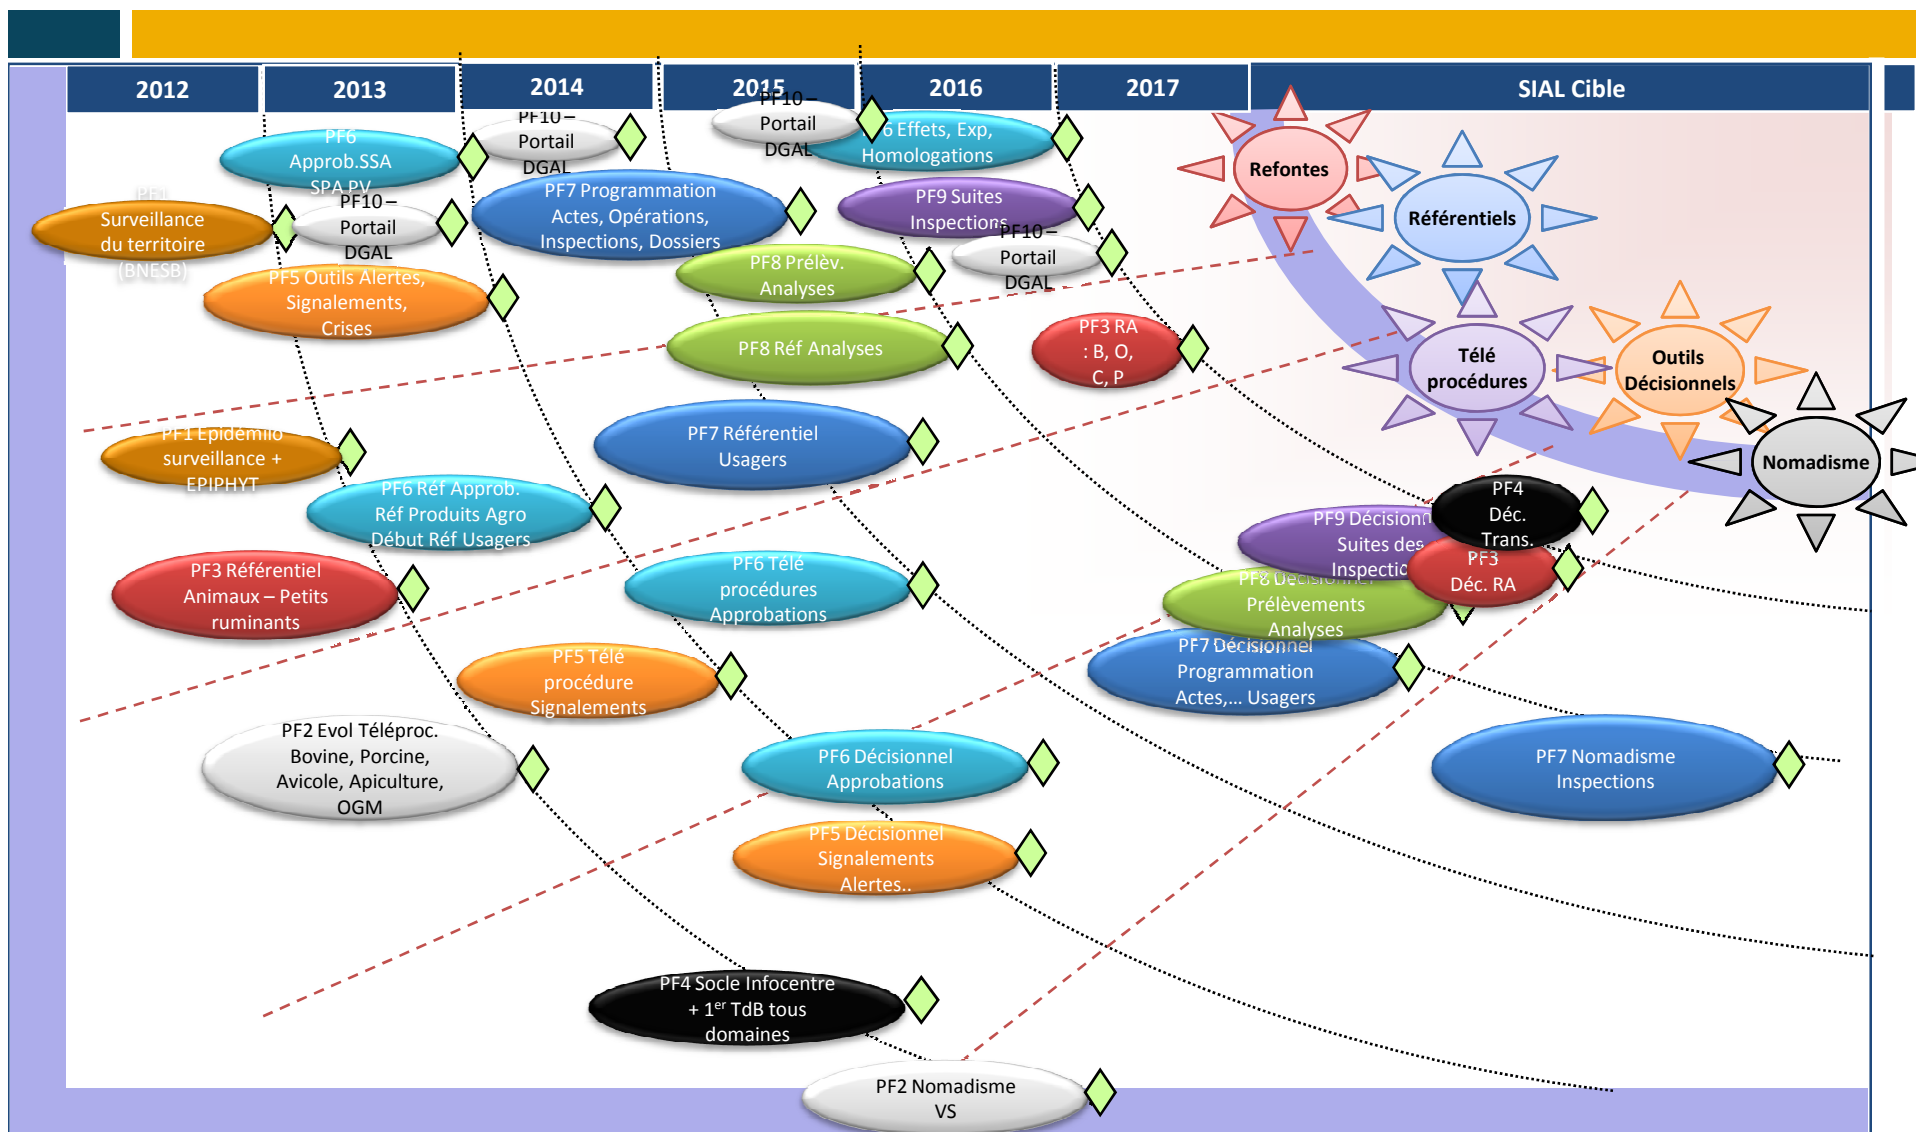 2012
2013
2014
2015
2016
2017
SIAL Cible
PF6
Approb.SSA
SPA PV
PF10 –
Portail
DGAL
PF10 –
Portail
DGAL
PF6 Effets, Exp,
Homologations
Refontes
Référentiels
PF1
Surveillance
du territoire
(BNESB)
PF10 –
Portail
DGAL
PF7 Programmation
Actes, Opérations,
Inspections, Dossiers
PF9 Suites
Inspections
PF10 –
Portail
DGAL
PF5 Outils Alertes,
Signalements,
Crises
PF8 Prélèv.
Analyses
PF8 Réf Analyses
PF3 RA
: B, O,
C, P
Télé
procédures
Outils
Décisionnels
Nomadisme
PF1 Epidémilo
surveillance +
EPIPHYT
PF7 Référentiel
Usagers
PF6 Réf Approb.
Réf Produits Agro
Début Réf Usagers
PF4
Déc.
Trans.
PF9 Décisionn
Suites des
Inspectio
PF3
Déc. RA
PF3 Référentiel
Animaux – Petits
ruminants
PF6 Télé
procédures
Approbations
PF8 Décisionnel
Prélèvements
Analyses
PF5 Télé
procédure
Signalements
PF7 Décisionnel
Programmation
Actes,... Usagers
PF2 Evol Téléproc.
Bovine, Porcine,
Avicole, Apiculture,
OGM
PF6 Décisionnel
Approbations
PF7 Nomadisme
Inspections
PF5 Décisionnel
Signalements
Alertes..
PF4 Socle Infocentre
+ 1er TdB tous
domaines
PF2 Nomadisme
VS